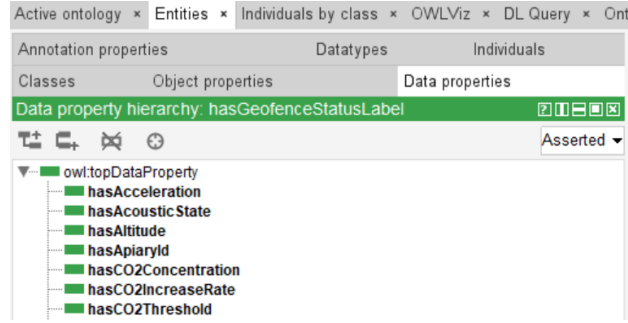 Active ontology × Entities × Individuals by class × OWLViz × DL Query × Ont
Annotation properties Datatypes Individuals
Classes Object properties Data properties
Data property hierarchy: hasGeofenceStatusLabel
Asserted
owl:topDataProperty
hasAcceleration
hasAcousticState
hasAltitude
hasApiaryId
hasCO2Concentration
hasCO2IncreaseRate
hasCO2Threshold